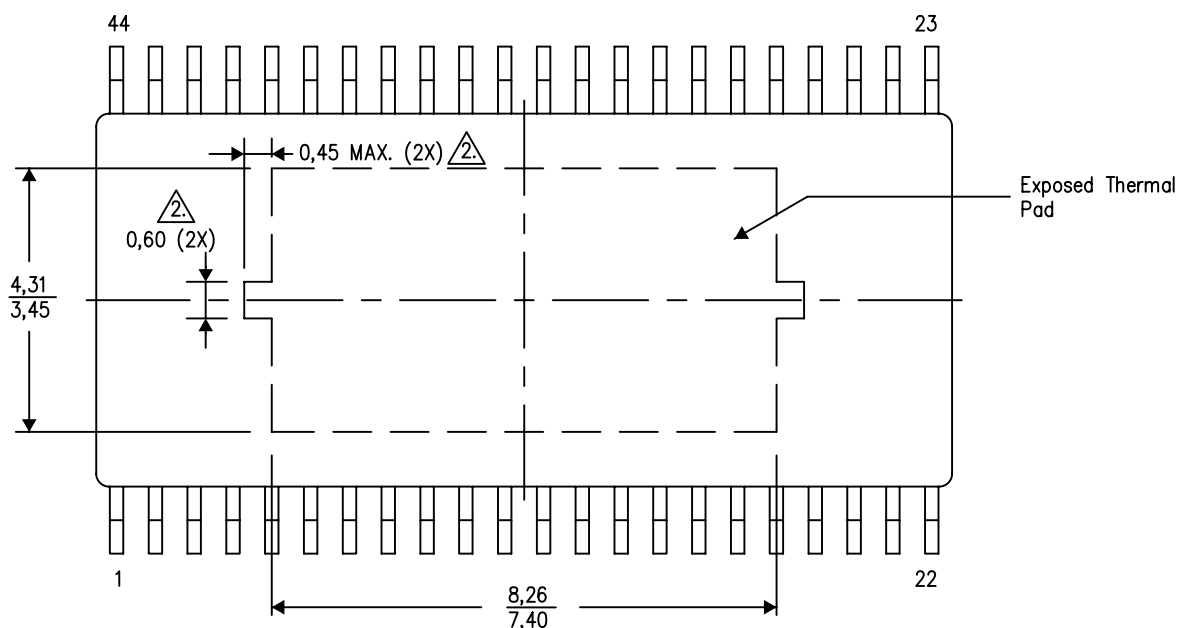 44
23
0,45 MAX. (2X) 2.
Exposed Thermal
Pad
2.
0,60 (2X)
4,31
3,45
1
22
8,26
7,40